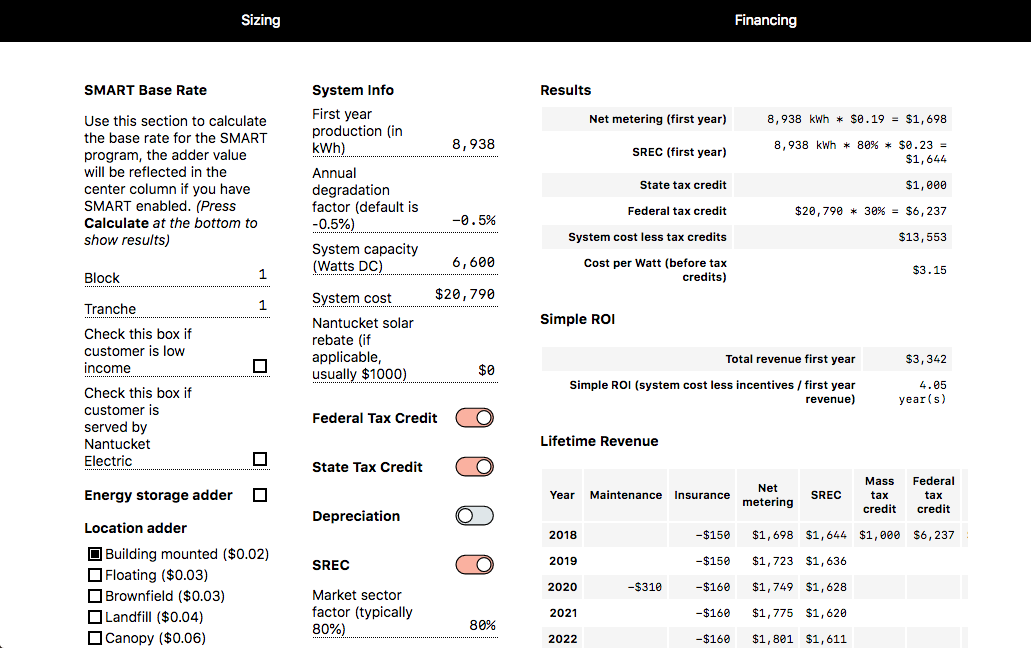 Sizing
Financing
SMART Base Rate
Use this section to calculate
the base rate for the SMART
program, the adder value
will be reflected in the
center column if you have
SMART enabled. (Press
Calculate at the bottom to
show results)
Block 1
Tranche 1
Check this box if
customer is low
income
Check this box if
customer is
served by
Nantucket
Electric
Energy storage adder
Location adder
Building mounted ($0.02)
Floating ($0.03)
Brownfield ($0.03)
Landfill ($0.04)
Canopy ($0.06)
System Info
First year
production (in
kWh) 8,938
Annual
degradation
factor (default is
-0.5%) -0.5%
System capacity
(Watts DC) 6,600
System cost $20,790
Nantucket solar
rebate (if
applicable,
usually $1000) $0
Federal Tax Credit
State Tax Credit
Depreciation
SREC
Market sector
factor (typically
80%) 80%
Results
Net metering (first year) 8,938 kWh * $0.19 = $1,698
SREC (first year) 8,938 kWh * 80% * $0.23 =
$1,644
State tax credit $1,000
Federal tax credit $20,790 * 30% = $6,237
System cost less tax credits $13,553
Cost per Watt (before tax
credits) $3.15
Simple ROI
Total revenue first year $3,342
Simple ROI (system cost less incentives / first year
revenue) 4.05
year(s)
Lifetime Revenue
Year Maintenance Insurance Net
metering SREC Mass
tax
credit Federal
tax
credit
2018 -$150 $1,698 $1,644 $1,000 $6,237
2019 -$150 $1,723 $1,636
2020 -$310 -$160 $1,749 $1,628
2021 -$160 $1,775 $1,620
2022 -$160 $1,801 $1,611